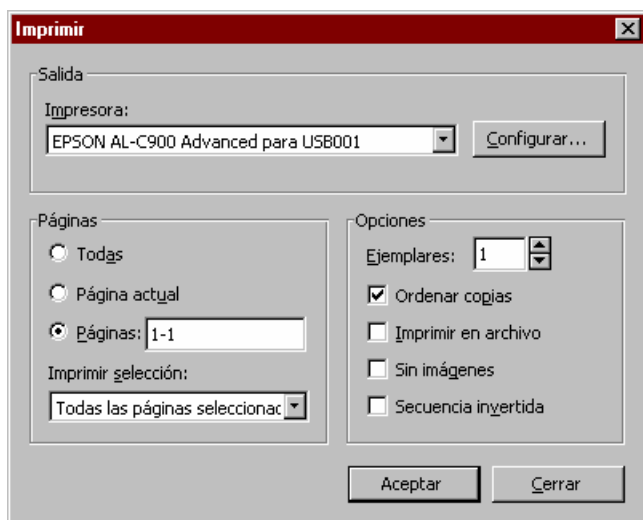 Imprimir
Salida
Impresora:
EPSON AL-C900 Advanced para USB001
Configurar...
Páginas
Todas
Página actual
Páginas: 1-1
Imprimir selección:
Todas las páginas seleccionac
Opciones
Ejemplares: 1
Ordenar copias
Imprimir en archivo
Sin imágenes
Secuencia invertida
Aceptar
Cerrar